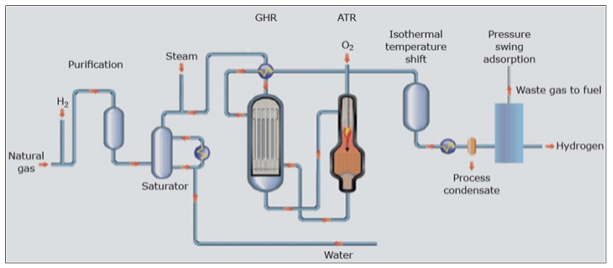 GHR
ATR
O2
Isothermal
temperature
shift
Pressure
swing
adsorption
Purification
Steam
Waste gas to fuel
H2
Natural
gas
Hydrogen
Saturator
Process
condensate
Water